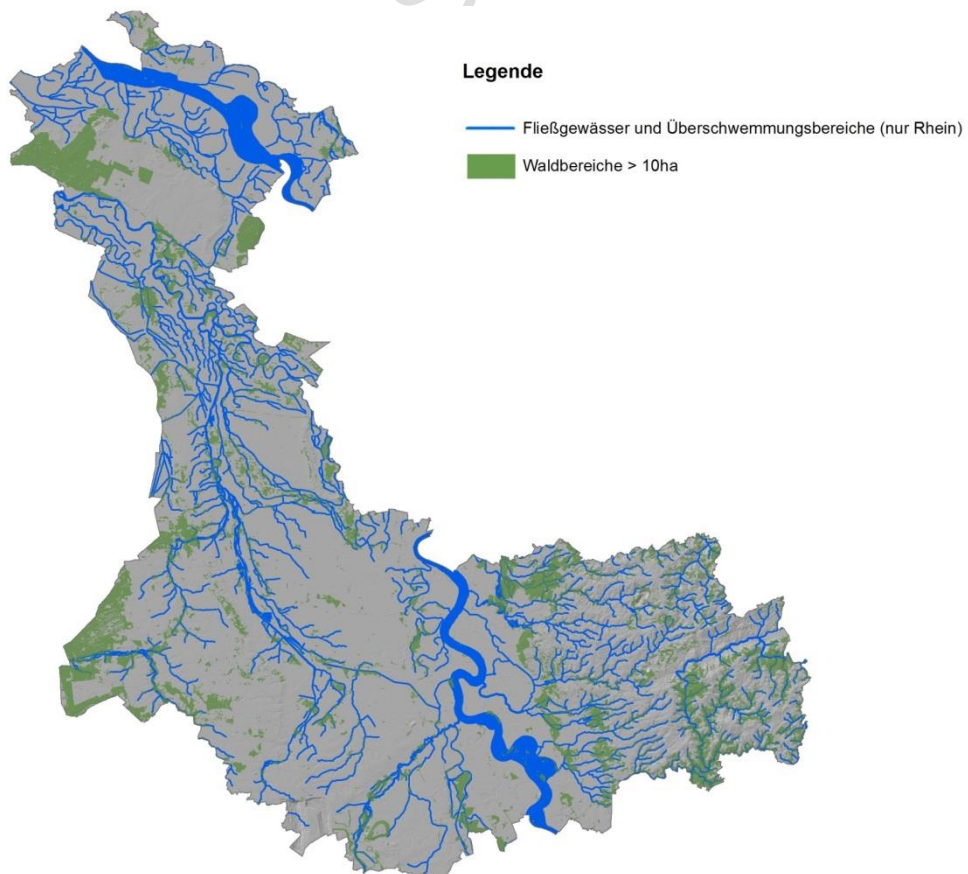 Legende
Fließgewässer und Überschwemmungsbereiche (nur Rhein)
Waldbereiche > 10ha